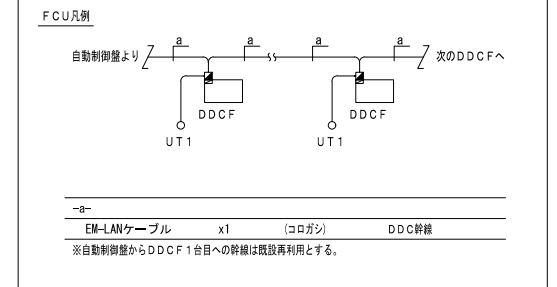 FCU凡例
a a a a
自動制御盤より 次のDDCFへ
DDCF DDCF
UT1 UT1
-a-
EM-LANケーブル x1 (コロガシ) DDC幹線
※自動制御盤からDDCF1台目への幹線は既設再利用とする。